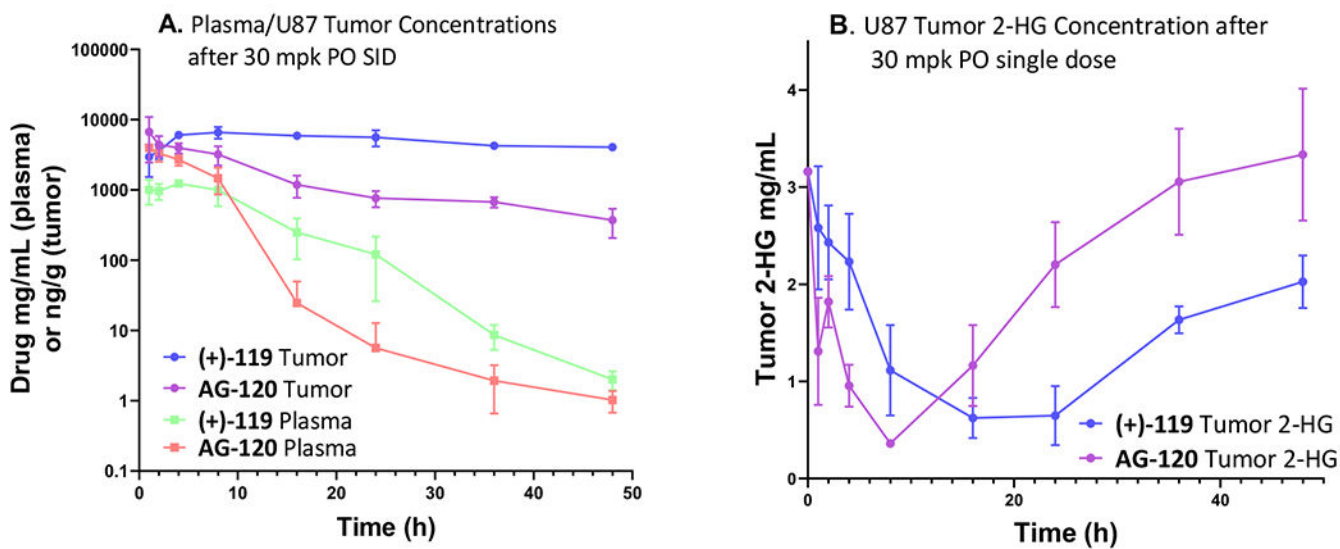 A. Plasma/U87 Tumor Concentrations
after 30 mpk PO SID
Drug mg/mL (plasma)
or ng/g (tumor)
100000
10000
1000
100
10
1
0.1
(+)-119 Tumor
AG-120 Tumor
(+)-119 Plasma
AG-120 Plasma
0 10 20 30 40 50
Time (h)
B. U87 Tumor 2-HG Concentration after
30 mpk PO single dose
Tumor 2-HG mg/mL
4
3
2
1
0
(+)-119 Tumor 2-HG
AG-120 Tumor 2-HG
0 20 40
Time (h)